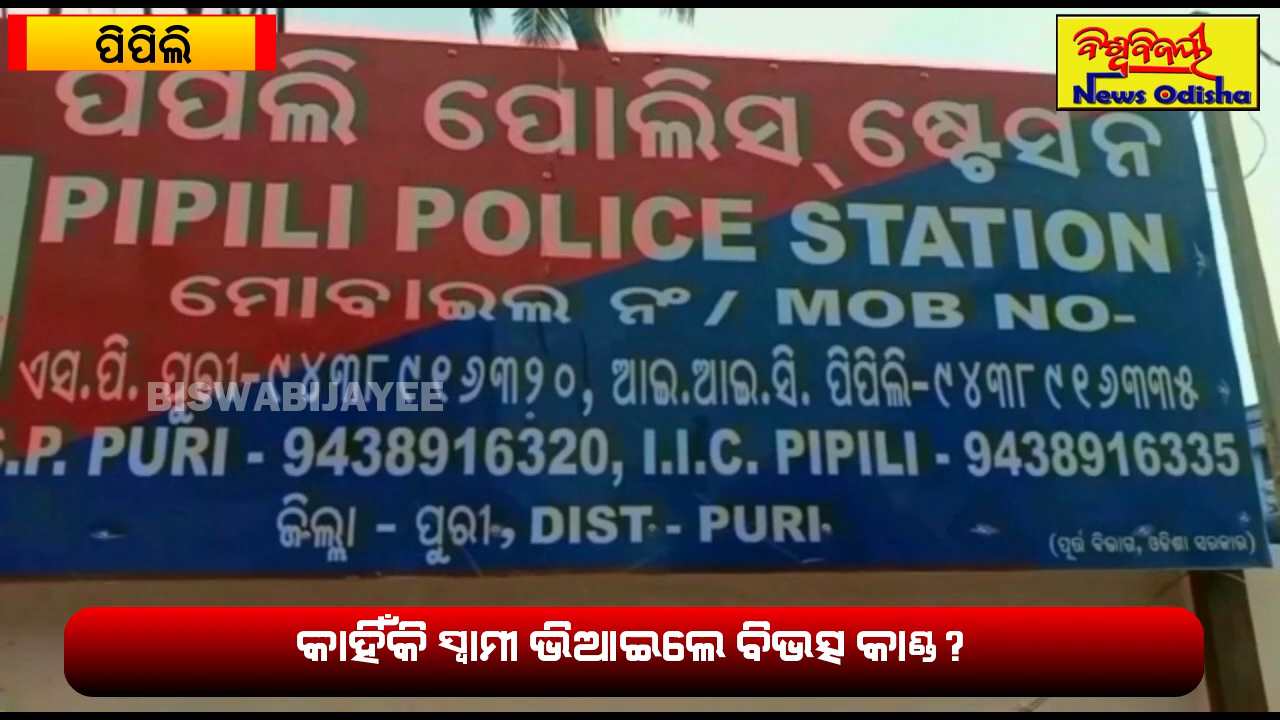 ପିପିଲି
ବିଶ୍ୱବିଜୟୀ
News Odisha
ପିପିଲି ପୋଲିସ୍ ଷ୍ଟେସନ
PIPILI POLICE STATION
ମୋବାଇଲ ନଂ / MOB NO-
ଏସ.ପି. ପୁରୀ-୯୪୩୮୯୧୬୩୨୦, ଆଇ.ଆଇ.ସି. ପିପିଲି-୯୪୩୮୯୧୬୩୩୫
BISWABIJAYEE
S.P. PURI - 9438916320, I.I.C. PIPILI - 9438916335
ଜିଲ୍ଲା - ପୁରୀ, DIST - PURI
(ପୂର୍ତ୍ତ ବିଭାଗ, ଓଡିଶା ସରକାର)
କାହିଁକି ସ୍ୱାମୀ ଭିଆଇଲେ ବିଭତ୍ସ କାଣ୍ଡ ?